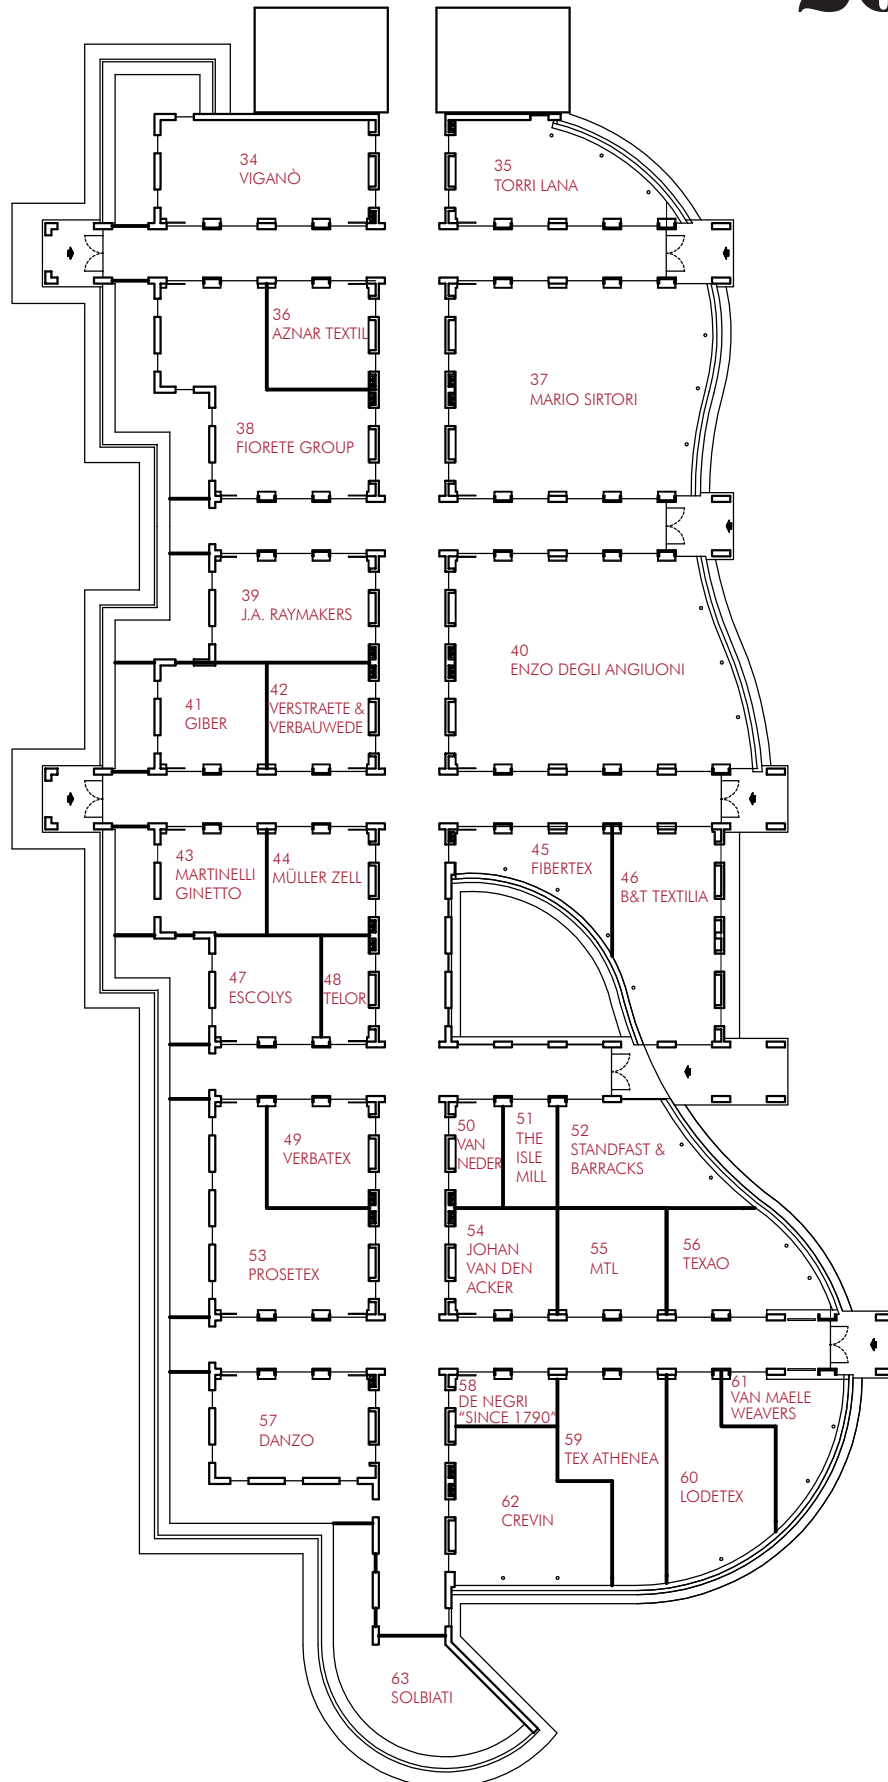 34
VIGANÒ
35
TORRI LANA
36
AZNAR TEXTIL
37
MARIO SIRTORI
38
FIORETE GROUP
39
J.A. RAYMAKERS
40
ENZO DEGLI ANGIUONI
41
GIBER
42
VERSTRAETE &
VERBAUWEDE
43
MARTINELLI
GINETTO
44
MÜLLER ZELL
45
FIBERTEX
46
B&T TEXTILIA
47
ESCOLYS
48
TELOR
49
VERBATEX
50
VAN
NEDER
51
THE
ISLE
MILL
52
STANDFAST &
BARRACKS
53
PROSETEX
54
JOHAN
VAN DEN
ACKER
55
MTL
56
TEXAO
57
DANZO
58
DE NEGRI
"SINCE 1790"
59
TEX ATHENEA
60
LODETEX
61
VAN MAELE
WEAVERS
62
CREVIN
63
SOLBIATI